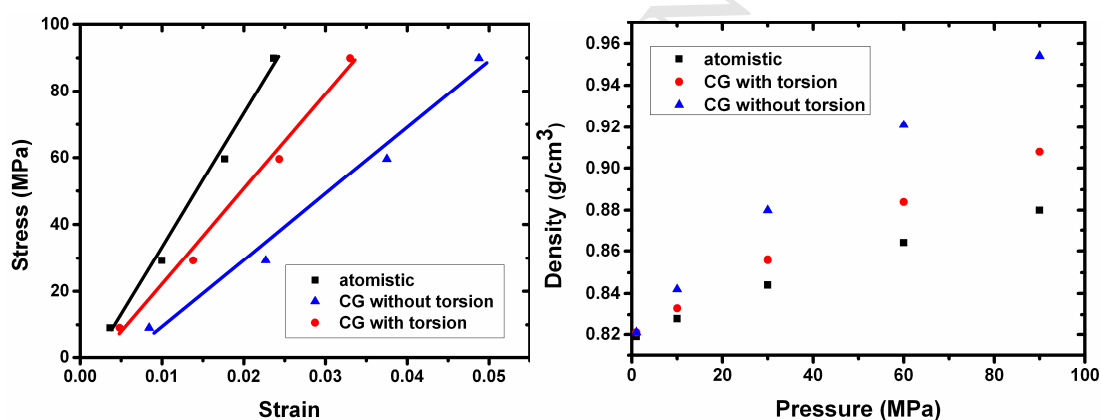 100
80
60
40
20
0
0.00 0.01 0.02 0.03 0.04 0.05
Stress (MPa)
Strain
atomistic
CG without torsion
CG with torsion
0.96
0.94
0.92
0.90
0.88
0.86
0.84
0.82
0 20 40 60 80 100
Density (g/cm³)
Pressure (MPa)
atomistic
CG with torsion
CG without torsion